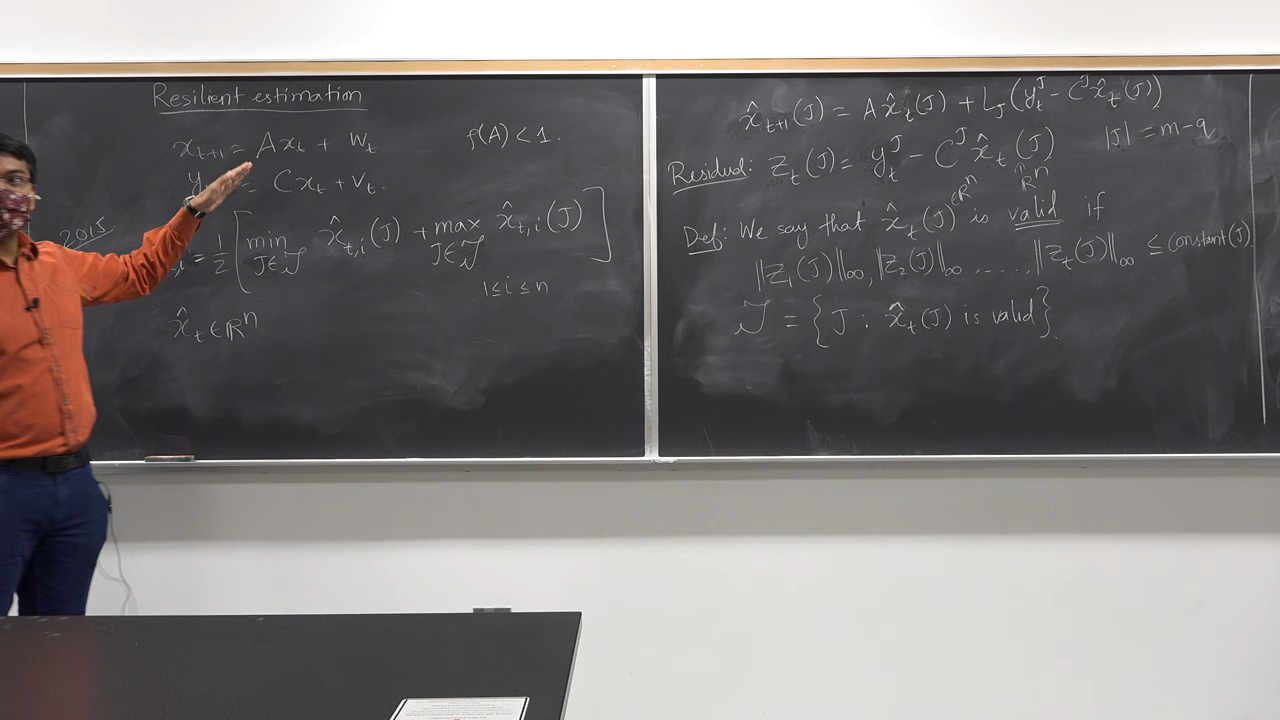 Resilient estimation
x_{t+1} = Ax_t + w_t    ρ(A) < 1.
y = Cx_t + v_t.
2015
= 1/2 [ min_{J∈𝒥} x̂_{t,i}(J) + max_{J∈𝒥} x̂_{t,i}(J) ]
1 ≤ i ≤ n
x̂_t ∈ ℝ^n
x̂_{t+1}(J) = A x̂_t(J) + L_J (y_t^J - C^J x̂_t(J))
|J| = m - q
Residual: z_t(J) = y_t^J - C^J x̂_t(J)
∈ ℝ^n
Def: We say that x̂_t(J) ∈ℝ^n is valid if
‖z_1(J)‖_∞, ‖z_2(J)‖_∞, ....., ‖z_t(J)‖_∞ ≤ constant(J).
𝒥 = { J : x̂_t(J) is valid }.